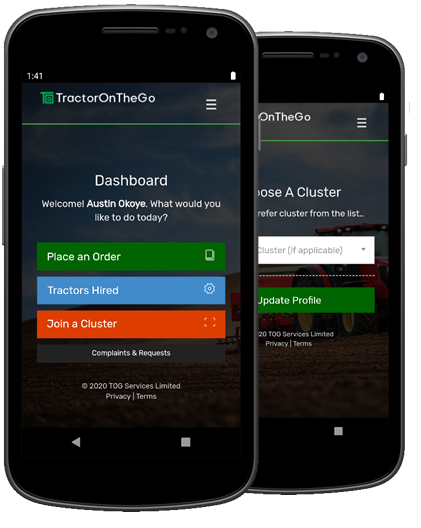 1:41
TractorOnTheGo
Dashboard
Welcome! Austin Okoye. What would you
like to do today?
Place an Order
Tractors Hired
Join a Cluster
Complaints & Requests
© 2020 TOG Services Limited
Privacy | Terms
onTheGo
ose A Cluster
refer cluster from the list..
Cluster (if applicable)
Update Profile
20 TOG Services Limited
Privacy | Terms